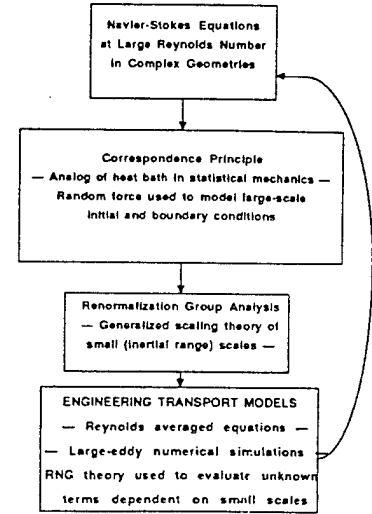 Navier-Stokes Equations
at Large Reynolds Number
in Complex Geometries
Correspondence Principle
— Analog of heat bath in statistical mechanics —
Random force used to model large-scale
initial and boundary conditions
Renormalization Group Analysis
— Generalized scaling theory of
small (inertial range) scales —
ENGINEERING TRANSPORT MODELS
— Reynolds averaged equations —
— Large-eddy numerical simulations
RNG theory used to evaluate unknown
terms dependent on small scales